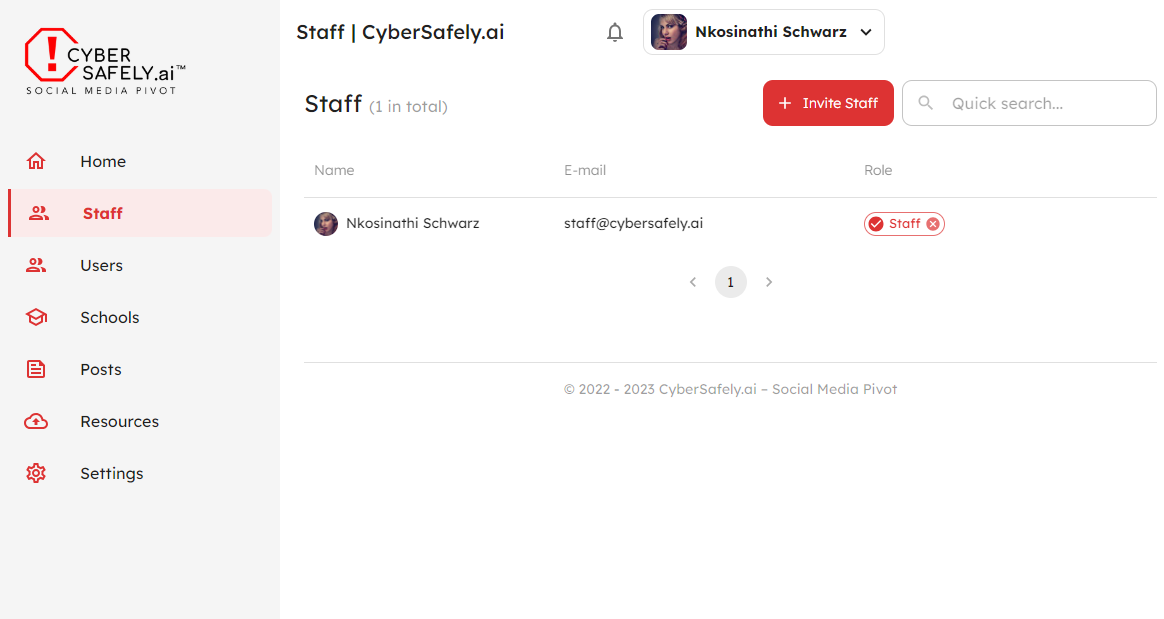 CYBER
SAFELY.ai™
SOCIAL MEDIA PIVOT
Home
Staff
Users
Schools
Posts
Resources
Settings
Staff | CyberSafely.ai
Nkosinathi Schwarz
Staff (1 in total)
+ Invite Staff
Quick search...
Name E-mail Role
Nkosinathi Schwarz staff@cybersafely.ai Staff
1
© 2022 - 2023 CyberSafely.ai – Social Media Pivot